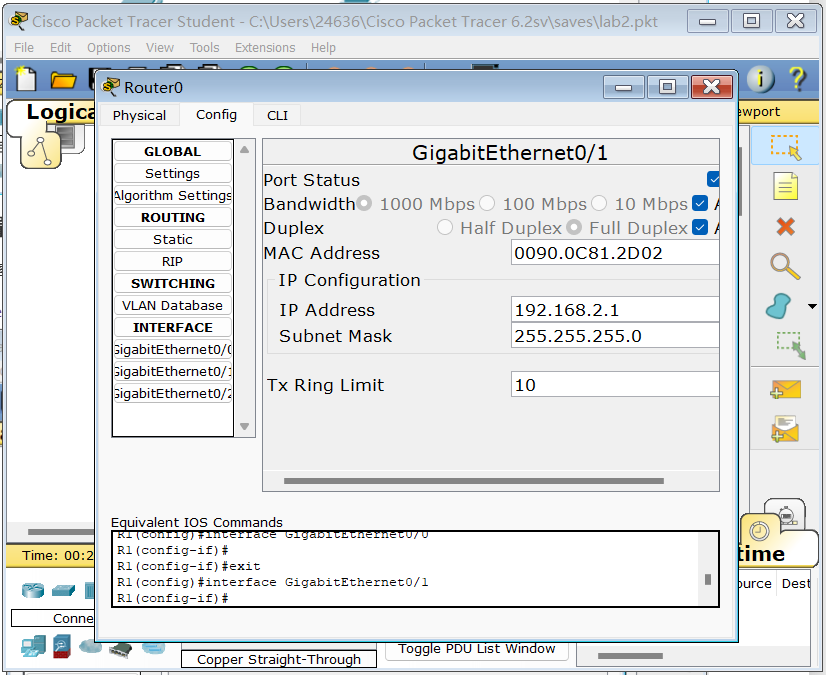 Cisco Packet Tracer Student - C:\Users\24636\Cisco Packet Tracer 6.2sv\saves\lab2.pkt
File Edit Options View Tools Extensions Help
Router0
Logica
ewport
Physical Config CLI
GLOBAL
Settings
Algorithm Settings
ROUTING
Static
RIP
SWITCHING
VLAN Database
INTERFACE
GigabitEthernet0/0
GigabitEthernet0/1
GigabitEthernet0/2
GigabitEthernet0/1
Port Status
Bandwidth 1000 Mbps 100 Mbps 10 Mbps A
Duplex Half Duplex Full Duplex A
MAC Address 0090.0C81.2D02
IP Configuration
IP Address 192.168.2.1
Subnet Mask 255.255.255.0
Tx Ring Limit 10
Equivalent IOS Commands
R1(config)#interface GigabitEthernet0/0
R1(config-if)#
R1(config-if)#exit
R1(config)#interface GigabitEthernet0/1
R1(config-if)#
Time: 00:2
time
ource Dest
Conne
Copper Straight-Through
Toggle PDU List Window